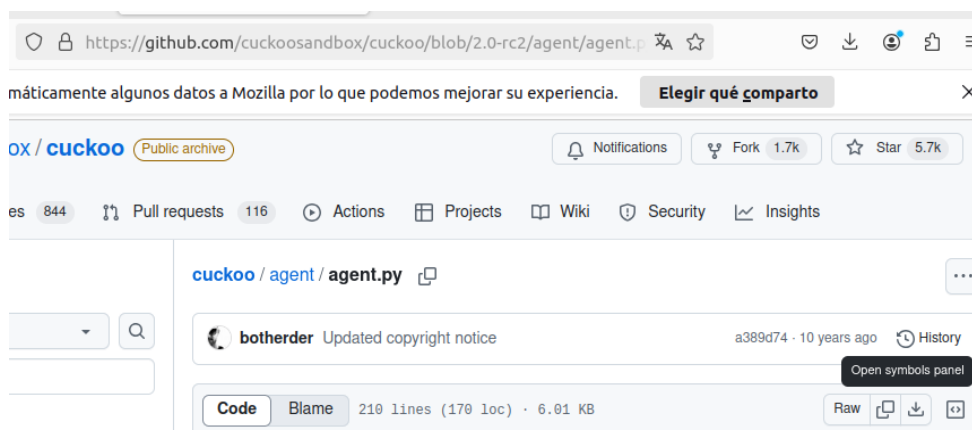 https://github.com/cuckoosandbox/cuckoo/blob/2.0-rc2/agent/agent.p
máticamente algunos datos a Mozilla por lo que podemos mejorar su experiencia. Elegir qué comparto
ox / cuckoo Public archive Notifications Fork 1.7k Star 5.7k
es 844 Pull requests 116 Actions Projects Wiki Security Insights
cuckoo / agent / agent.py
botherder Updated copyright notice a389d74 · 10 years ago History
Open symbols panel
Code Blame 210 lines (170 loc) · 6.01 KB Raw